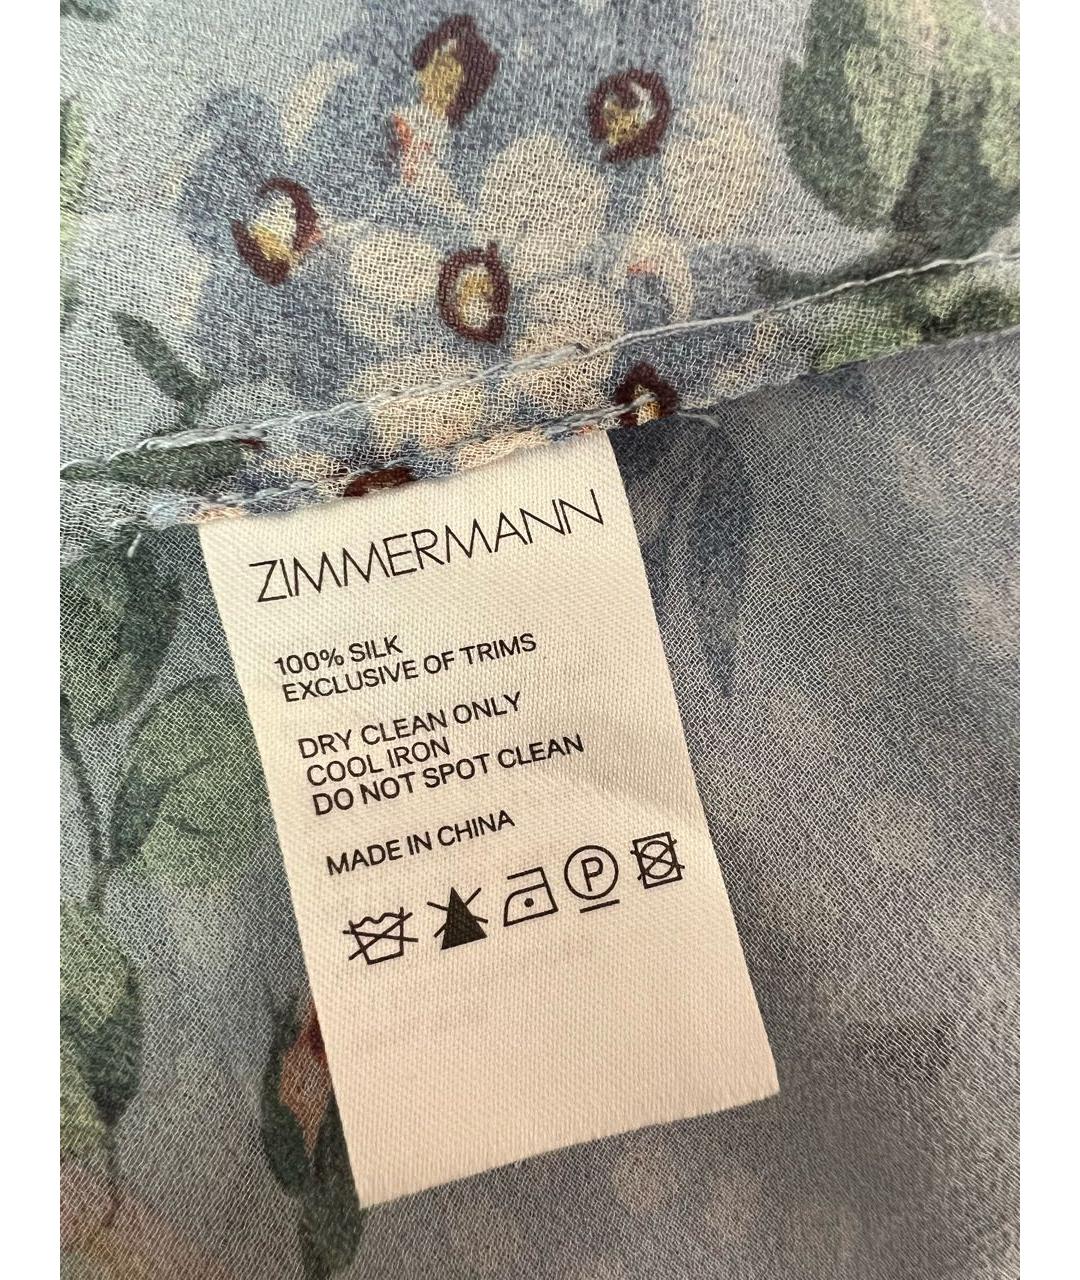 ZIMMERMANN
100% SILK
EXCLUSIVE OF TRIMS
DRY CLEAN ONLY
COOL IRON
DO NOT SPOT CLEAN
MADE IN CHINA
P